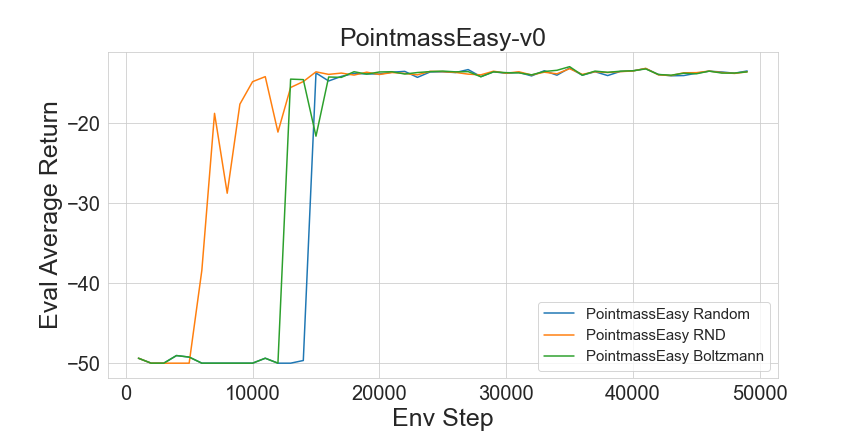 PointmassEasy-v0
Eval Average Return
−20
−30
−40
−50
0
10000
20000
30000
40000
50000
Env Step
PointmassEasy Random
PointmassEasy RND
PointmassEasy Boltzmann